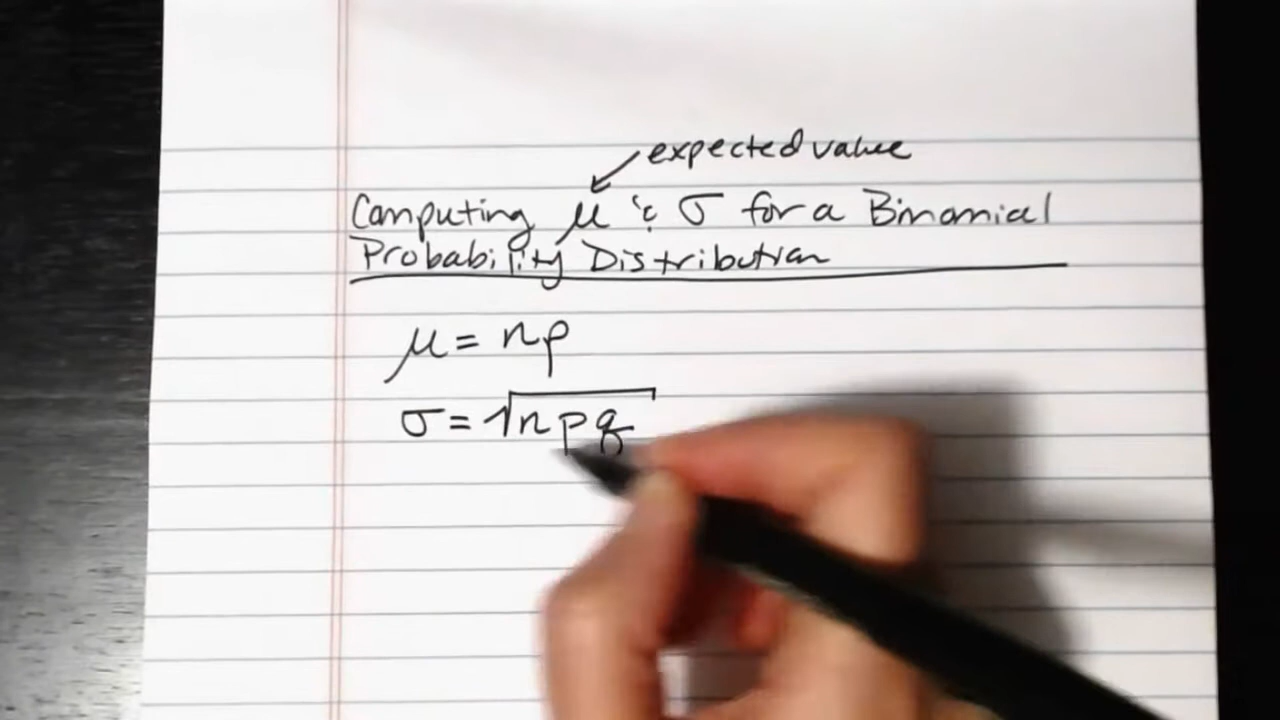 expected value
Computing μ & σ for a Binomial
Probability Distribution
μ = np
σ = √npq